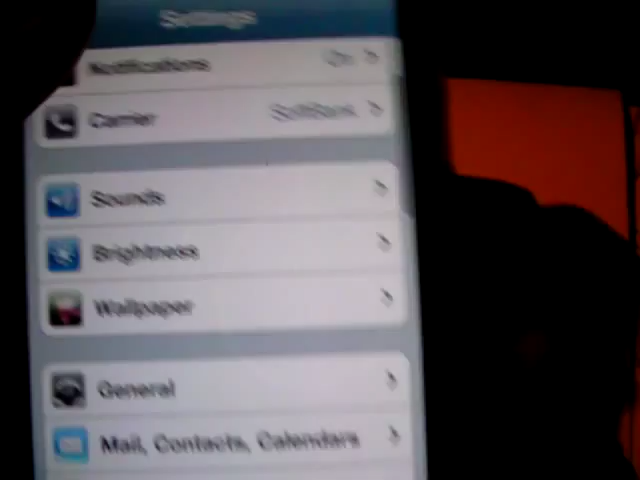 Settings
Notifications On
Carrier SoftBank
Sounds
Brightness
Wallpaper
General
Mail, Contacts, Calendars